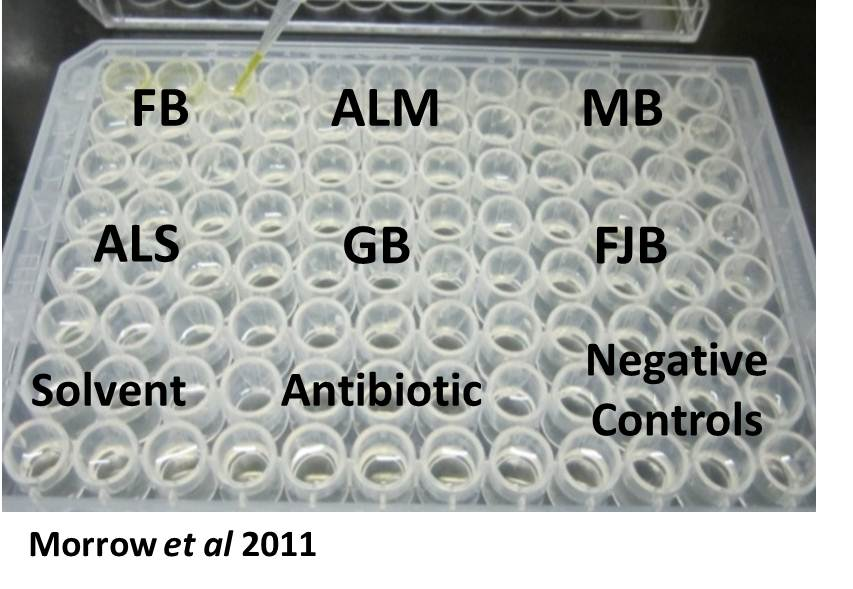 FB ALM MB
ALS GB FJB
Solvent Antibiotic Negative Controls
Morrow et al 2011